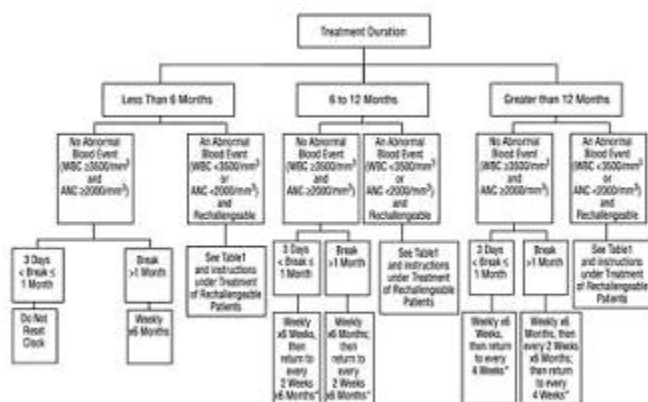 Treatment Duration
Less Than 6 Months
6 to 12 Months
Greater than 12 Months
No Abnormal
Blood Event
(WBC ≥3500/mm³
and
ANC ≥2000/mm³)
An Abnormal
Blood Event
(WBC <3500/mm³
or
ANC <2000/mm³)
and
Rechallengeable
No Abnormal
Blood Event
(WBC ≥3500/mm³
and
ANC ≥2000/mm³)
An Abnormal
Blood Event
(WBC <3500/mm³
or
ANC <2000/mm³)
and
Rechallengeable
No Abnormal
Blood Event
(WBC ≥3500/mm³
and
ANC ≥2000/mm³)
An Abnormal
Blood Event
(WBC <3500/mm³
or
ANC <2000/mm³)
and
Rechallengeable
3 Days
< Break ≤
1 Month
Break
>1 Month
See Table1
and instructions
under Treatment
of Rechallengeable
Patients
3 Days
< Break ≤
1 Month
Break
>1 Month
See Table1
and instructions
under Treatment
of Rechallengeable
Patients
3 Days
< Break ≤
1 Month
Break
>1 Month
See Table1
and instructions
under Treatment
of Rechallengeable
Patients
Do Not
Reset
Clock
Weekly
x6 Months
Weekly
x6 Weeks,
then
return to
every
2 Weeks
x6 Months*
Weekly
x6 Months;
then
return to
every
2 Weeks
x6 Months*
Weekly x6
Weeks,
then return
to every
4 Weeks*
Weekly x6
Months, then
every 2 Weeks
x6 Months;
then return
to every
4 Weeks*